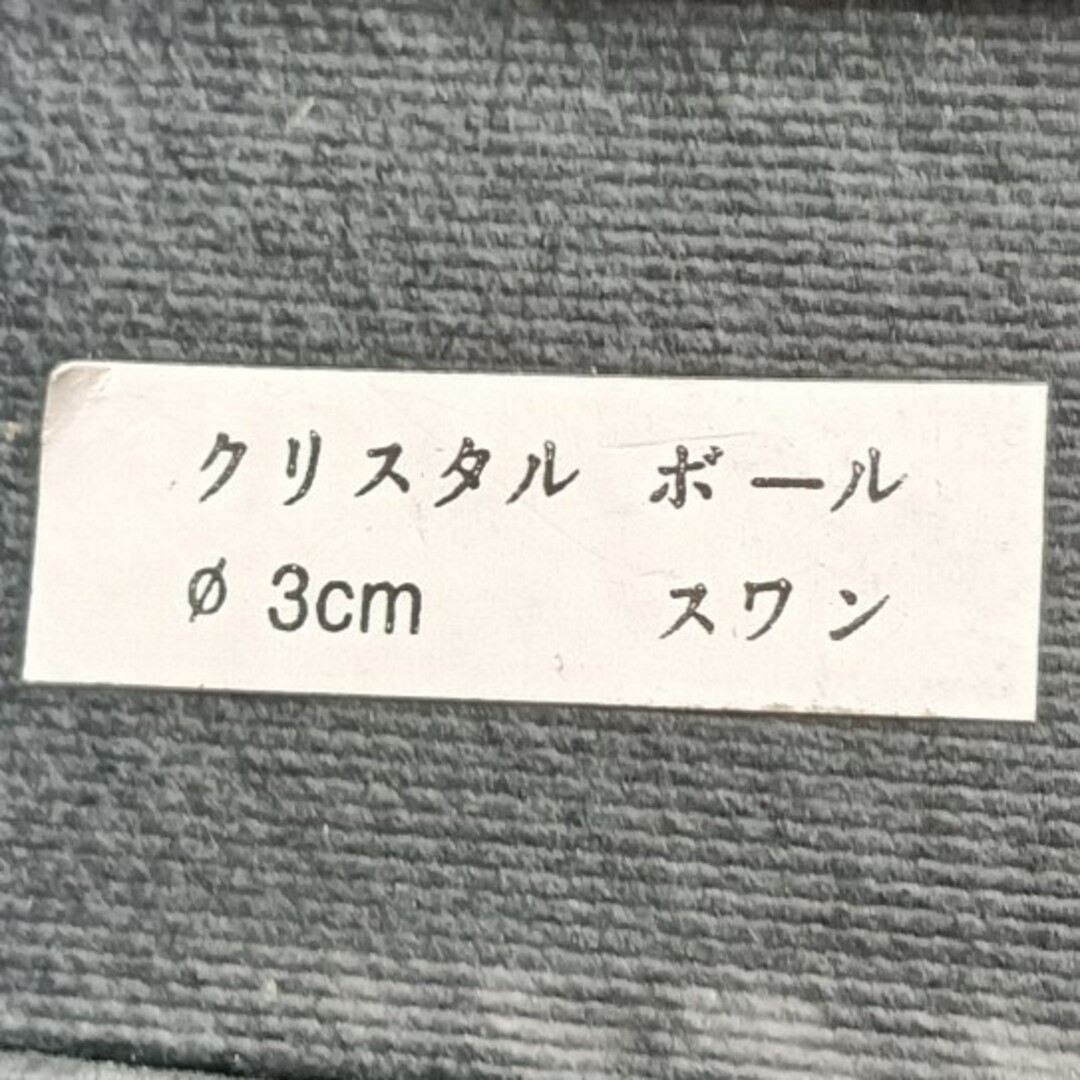 クリスタル ボール
ø 3cm スワン